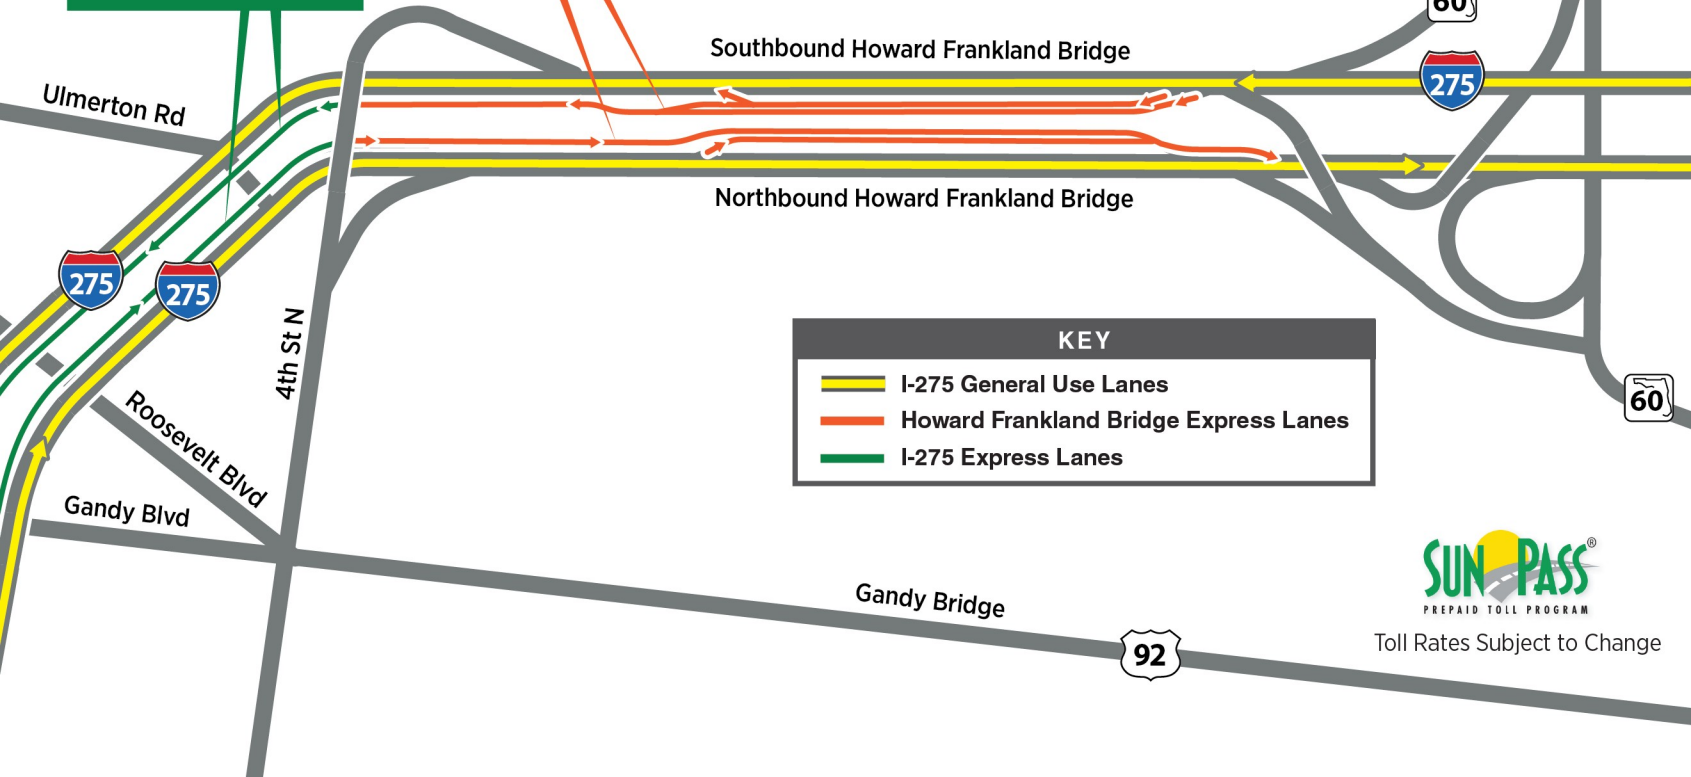 60
Southbound Howard Frankland Bridge
275
Ulmerton Rd
Northbound Howard Frankland Bridge
275
275
4th St N
KEY
I-275 General Use Lanes
Howard Frankland Bridge Express Lanes
I-275 Express Lanes
60
Roosevelt Blvd
Gandy Blvd
SUNPASS®
PREPAID TOLL PROGRAM
Toll Rates Subject to Change
Gandy Bridge
92